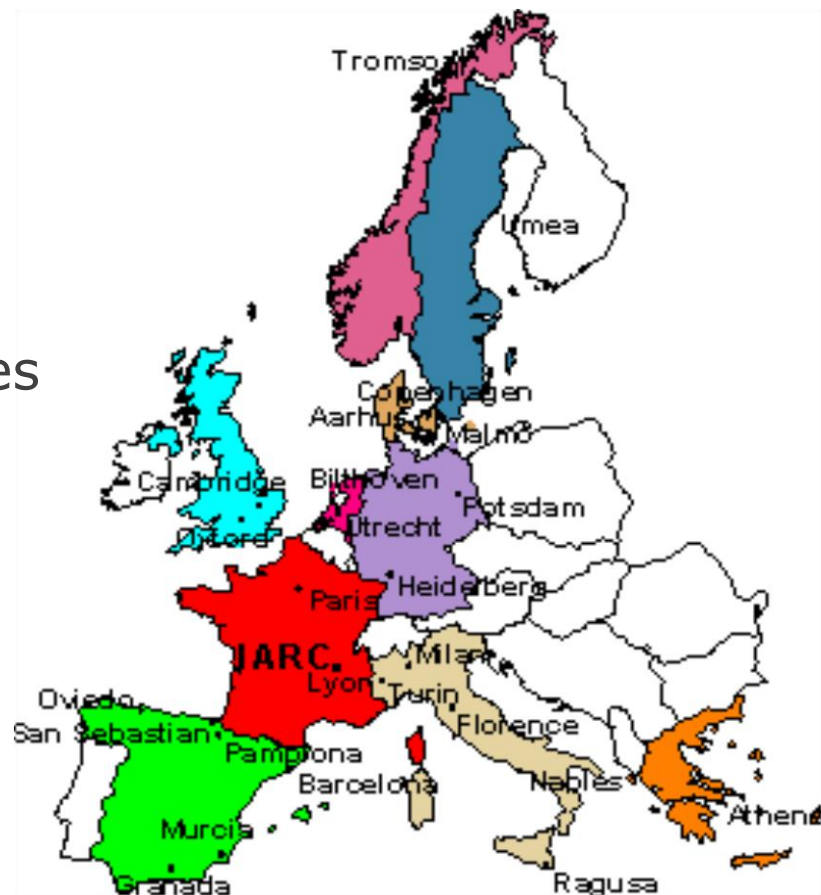 Tromso
Umea
es
Copenhagen
Aarhus
Malmö
Cambridge
Bilthoven
Potsdam
Oxford
Utrecht
Heidelberg
Paris
IARC.
Milan
Lyon
Turin
Oviedo
Florence
San Sebastian
Pamplona
Barcelona
Naples
Athens
Murcia
Granada
Ragusa